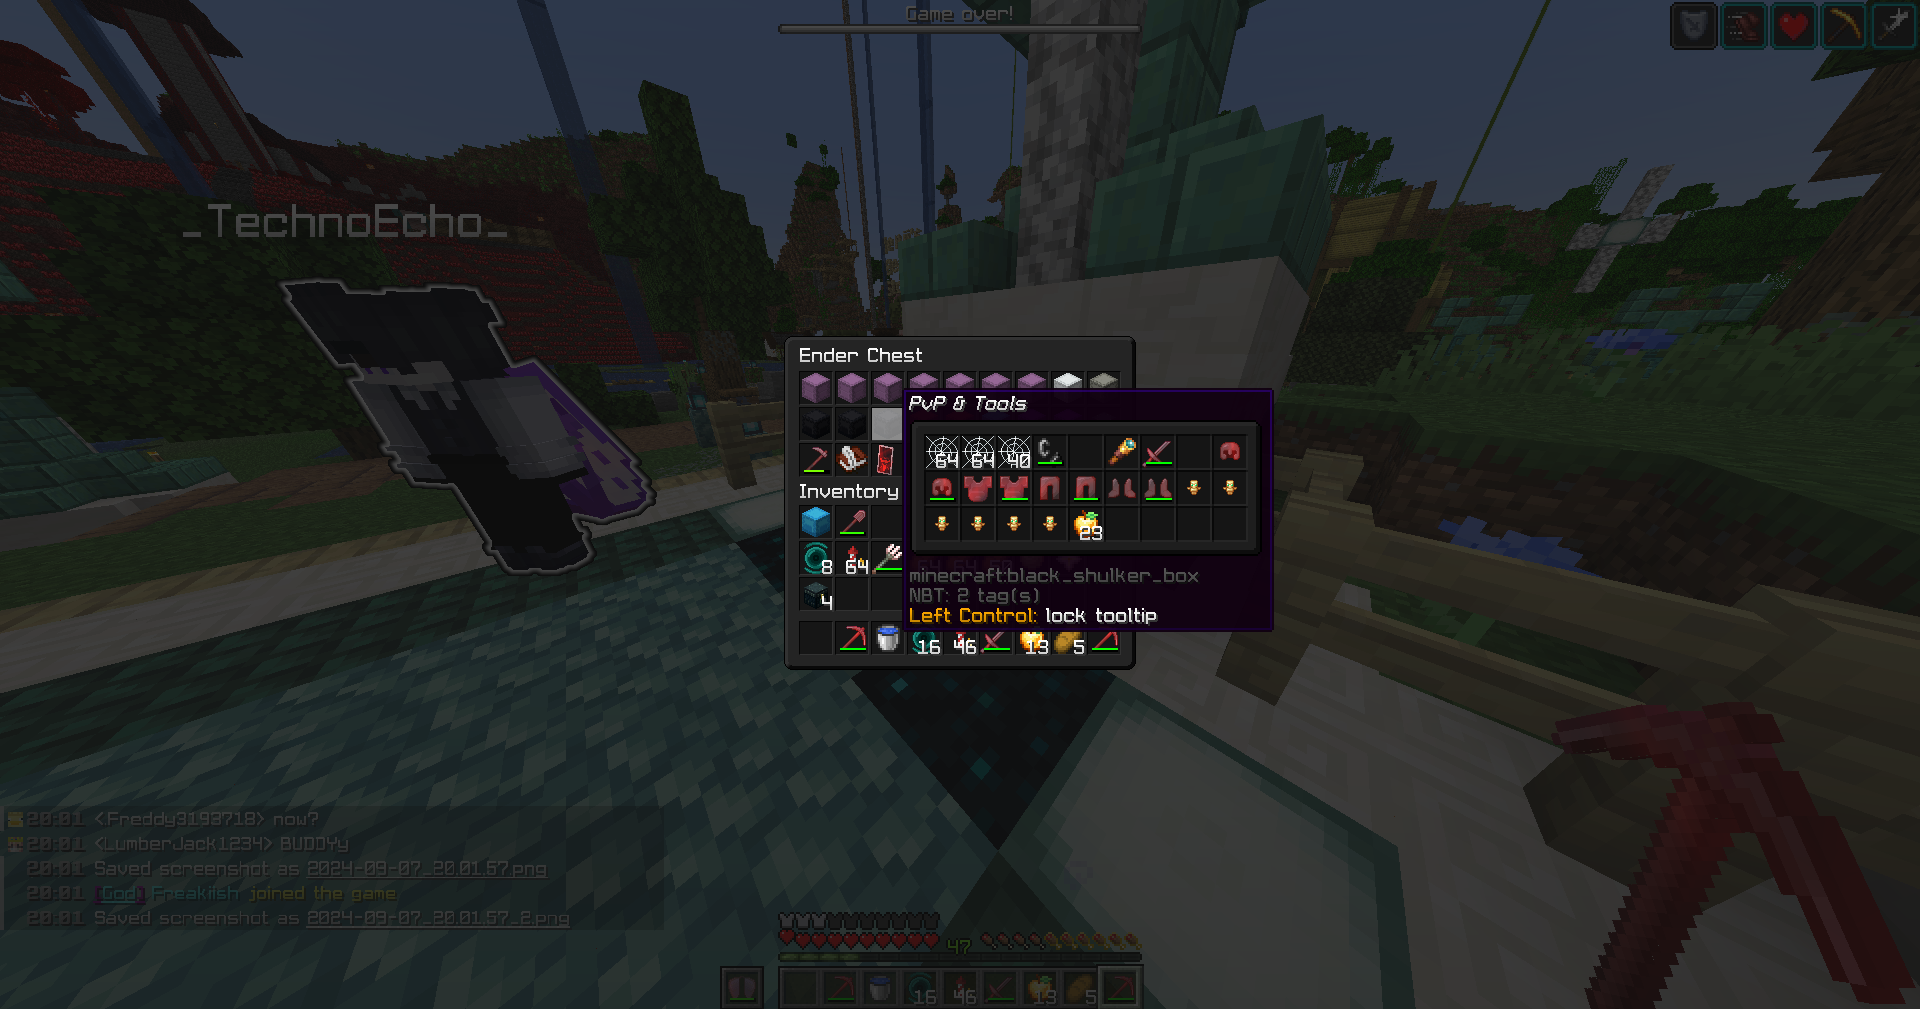 Game over!
_TechnoEcho_
Ender Chest
PvP & Tools
64 64 40
23
Inventory
8 64
4
minecraft:black_shulker_box
NBT: 2 tag(s)
Left Control: lock tooltip
16 46 13 5
20:01 <Freddy3193718> now?
20:01 <LumberJack1234> BUDDYy
20:01 Saved screenshot as 2024-09-07_20.01.57.png
20:01 [God] Freakiish joined the game
20:01 Saved screenshot as 2024-09-07_20.01.57_2.png
47
16 46 13 5